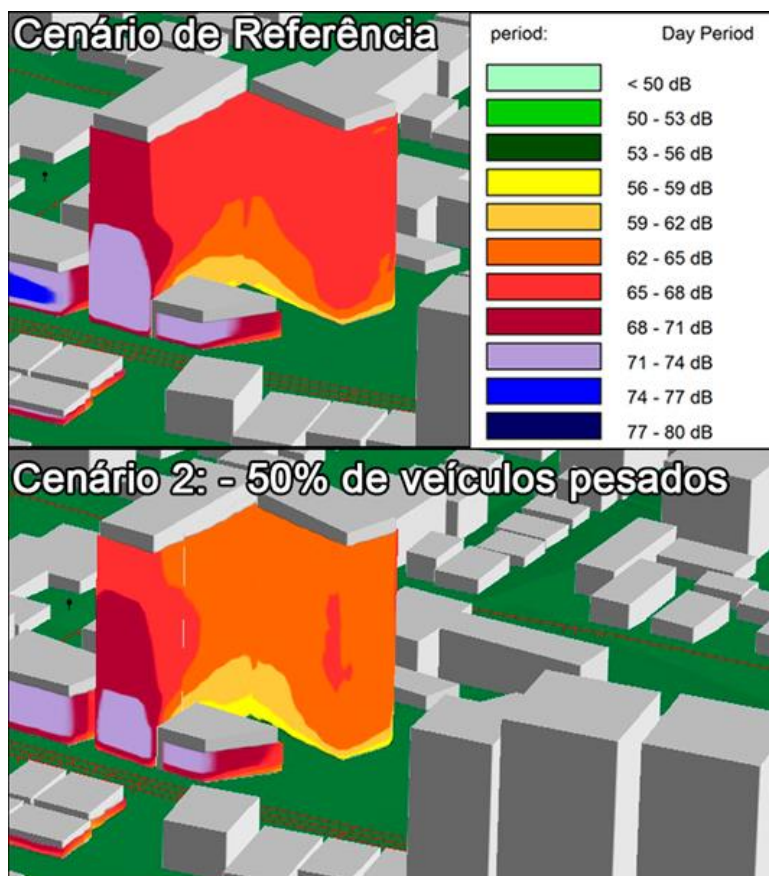 Cenário de Referência
period: Day Period
< 50 dB
50 - 53 dB
53 - 56 dB
56 - 59 dB
59 - 62 dB
62 - 65 dB
65 - 68 dB
68 - 71 dB
71 - 74 dB
74 - 77 dB
77 - 80 dB
Cenário 2: - 50% de veículos pesados